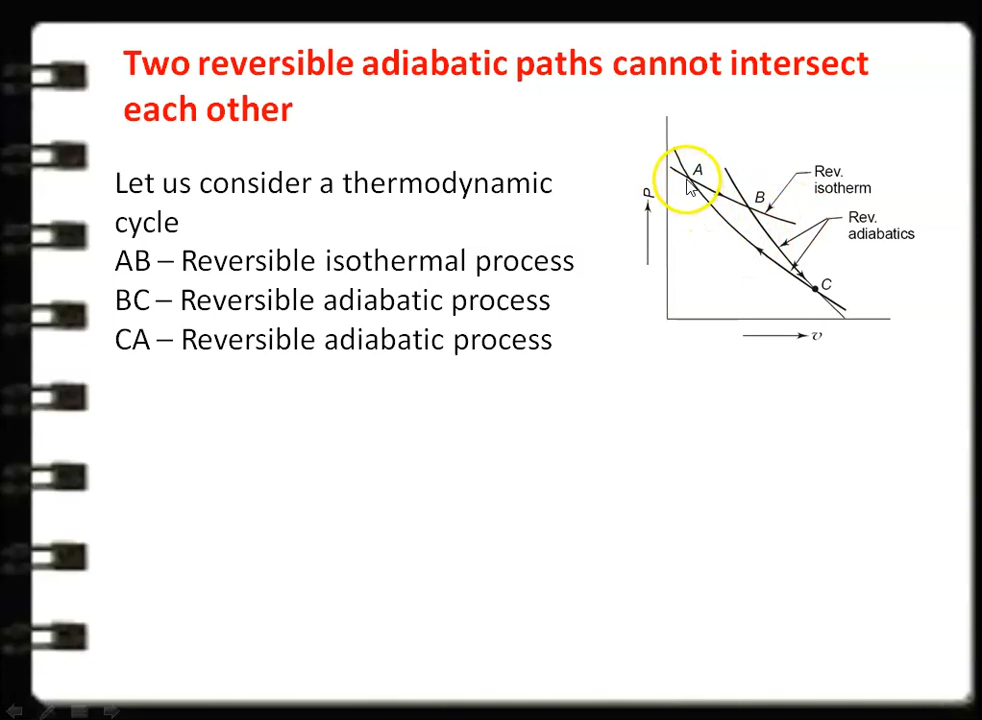 Two reversible adiabatic paths cannot intersect
each other
Let us consider a thermodynamic
cycle
AB – Reversible isothermal process
BC – Reversible adiabatic process
CA – Reversible adiabatic process
A
B
Rev.
isotherm
Rev.
adiabatics
P
C
v